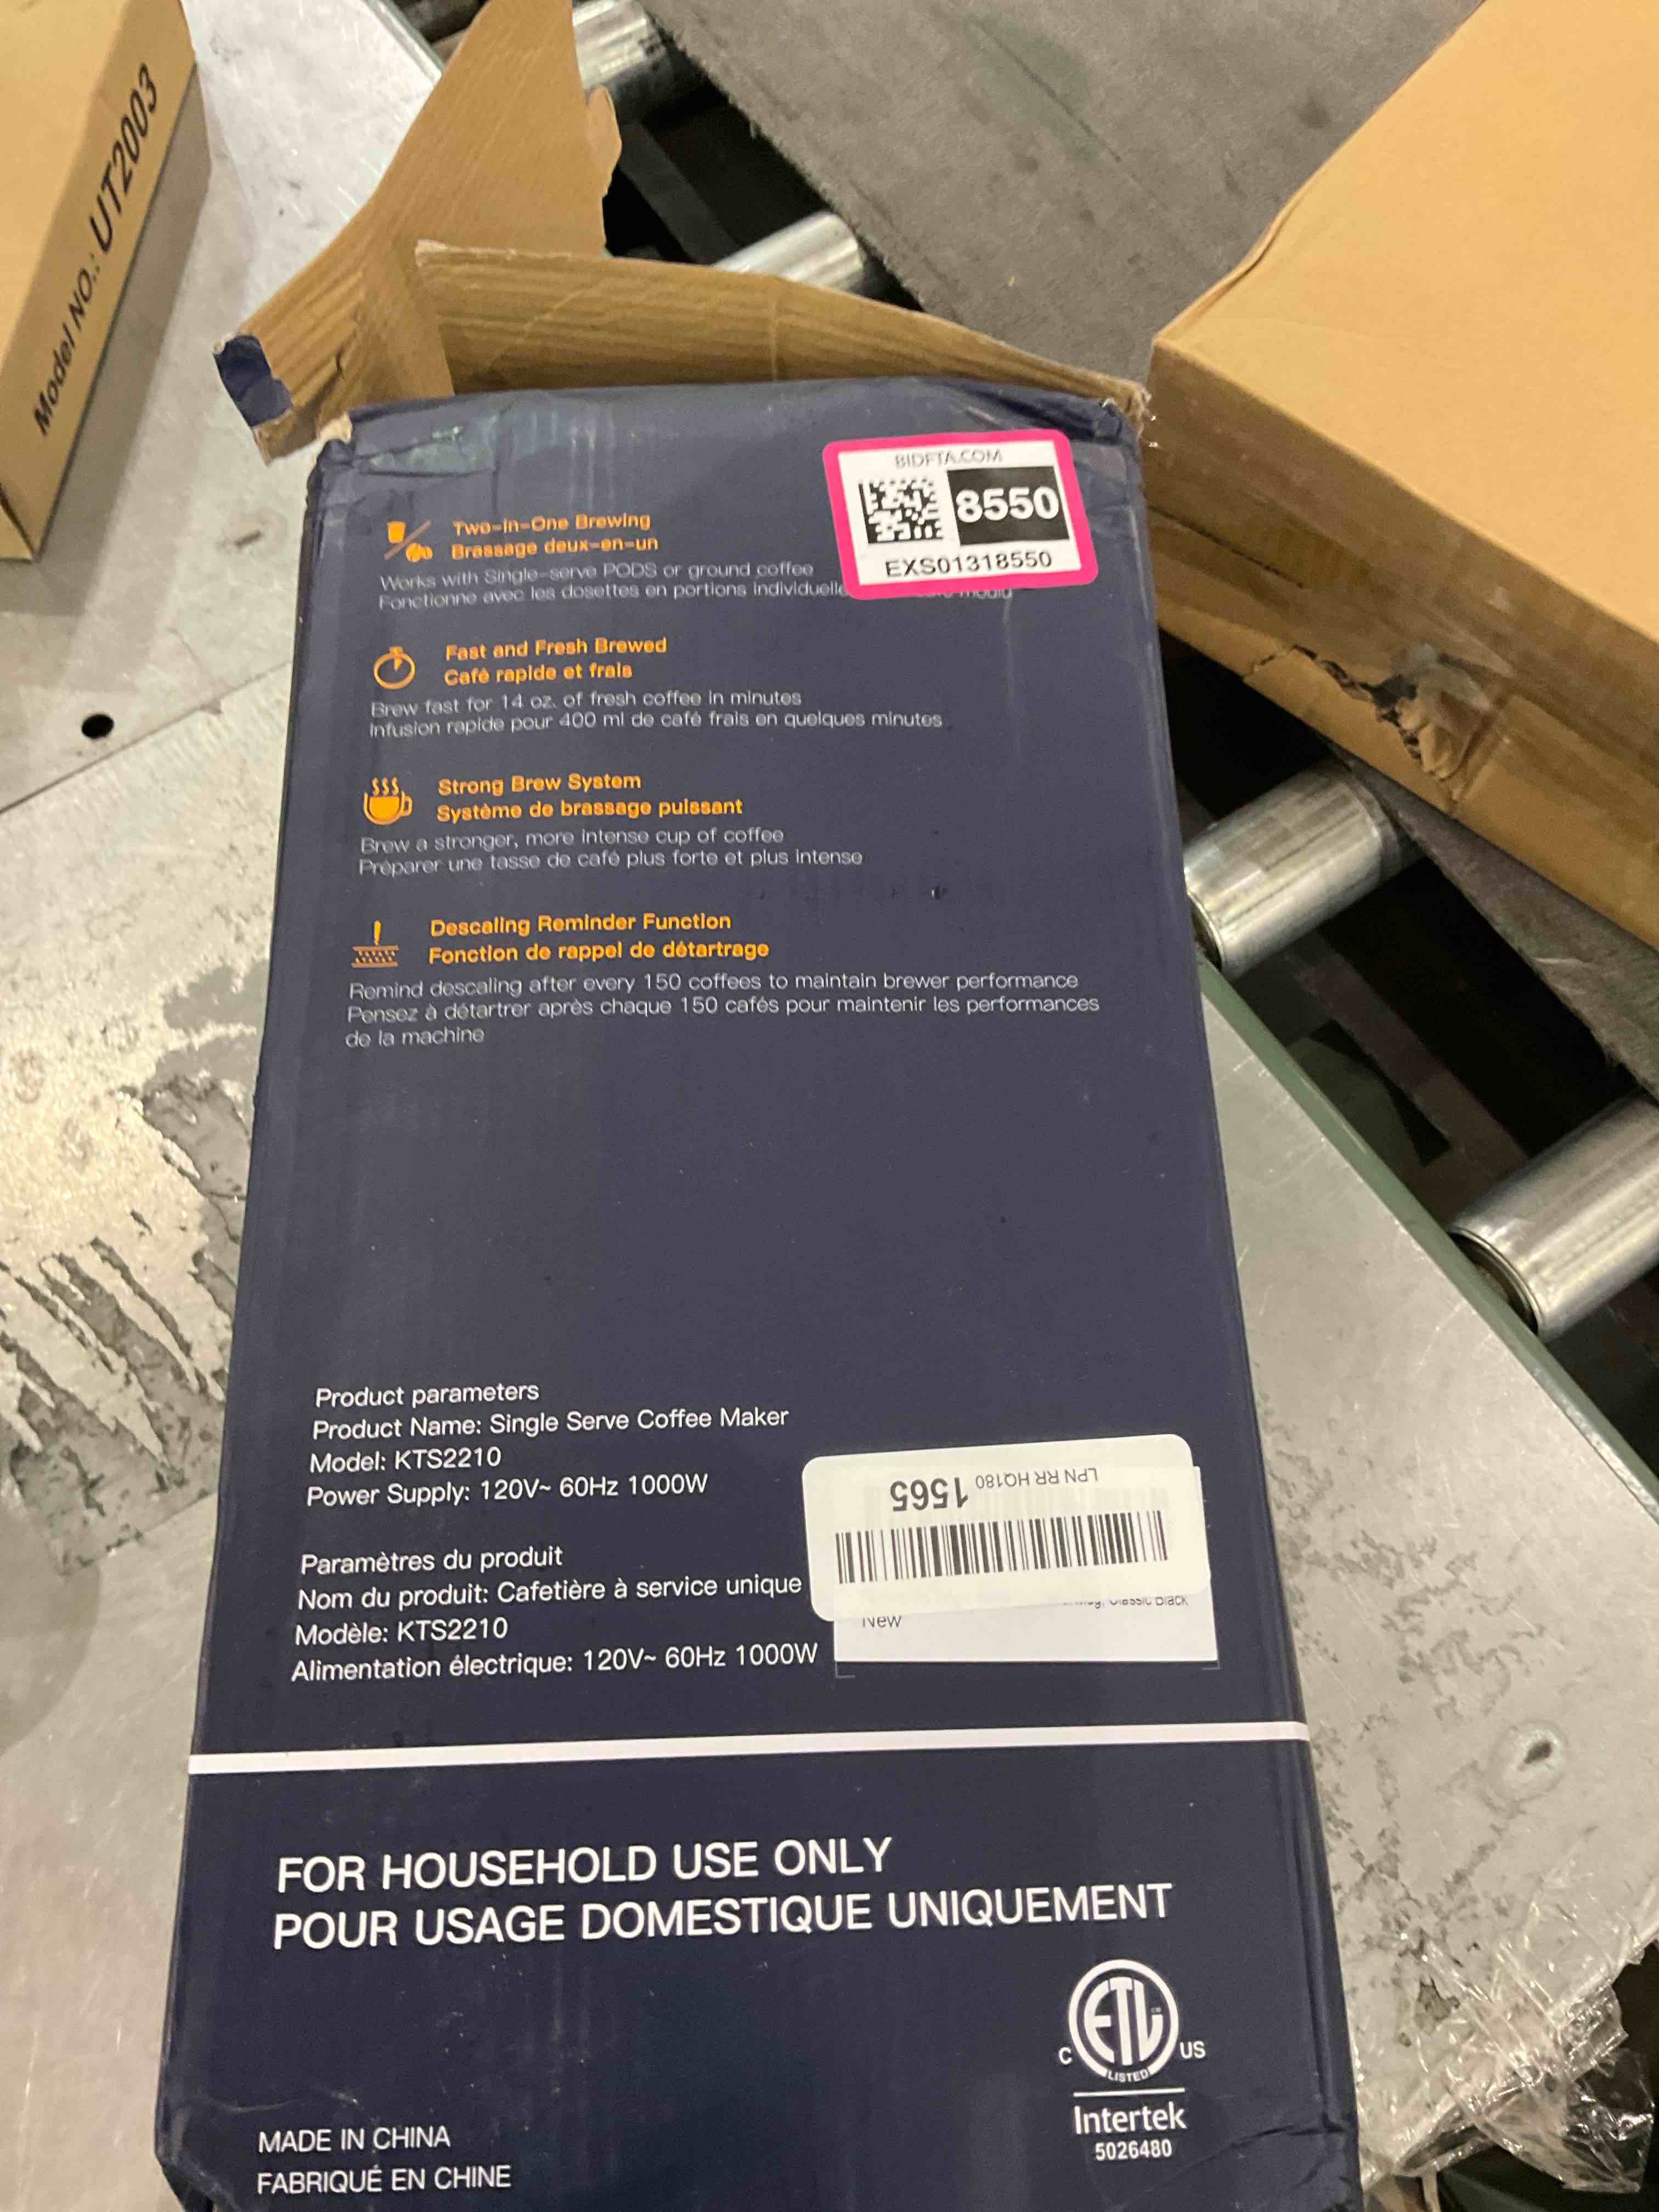 Model NO.: UT2003
BIDFTA.COM
8550
EXS01318550
Two-in-One Brewing
Brassage deux-en-un
Works with Single-serve PODS or ground coffee
Fonctionne avec les dosettes en portions individuelle
Fast and Fresh Brewed
Café rapide et frais
Brew fast for 14 oz. of fresh coffee in minutes
Infusion rapide pour 400 ml de café frais en quelques minutes
Strong Brew System
Système de brassage puissant
Brew a stronger, more intense cup of coffee
Préparer une tasse de café plus forte et plus intense
Descaling Reminder Function
Fonction de rappel de détartrage
Remind descaling after every 150 coffees to maintain brewer performance
Pensez à détartrer après chaque 150 cafés pour maintenir les performances
de la machine
Product parameters
Product Name: Single Serve Coffee Maker
Model: KTS2210
Power Supply: 120V~ 60Hz 1000W
LPN RR HQ180 1565
Paramètres du produit
Nom du produit: Cafetière à service unique
Modèle: KTS2210
Alimentation électrique: 120V~ 60Hz 1000W
Classic Black
New
FOR HOUSEHOLD USE ONLY
POUR USAGE DOMESTIQUE UNIQUEMENT
ETL
C US
LISTED
Intertek
5026480
MADE IN CHINA
FABRIQUÉ EN CHINE